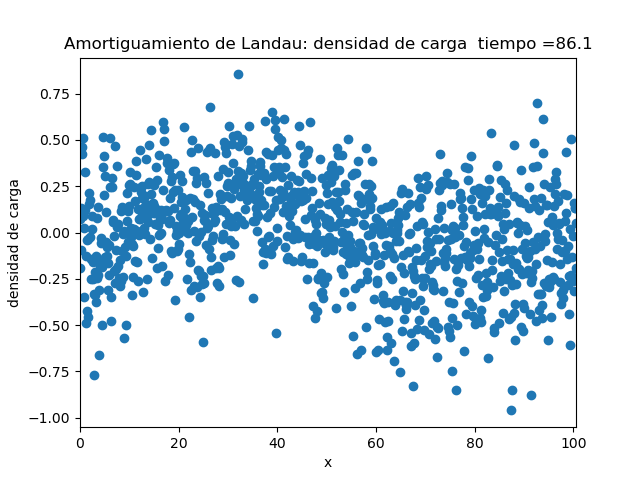 Amortiguamiento de Landau: densidad de carga  tiempo =86.1
densidad de carga
0.75
0.50
0.25
0.00
−0.25
−0.50
−0.75
−1.00
0 20 40 60 80 100
x